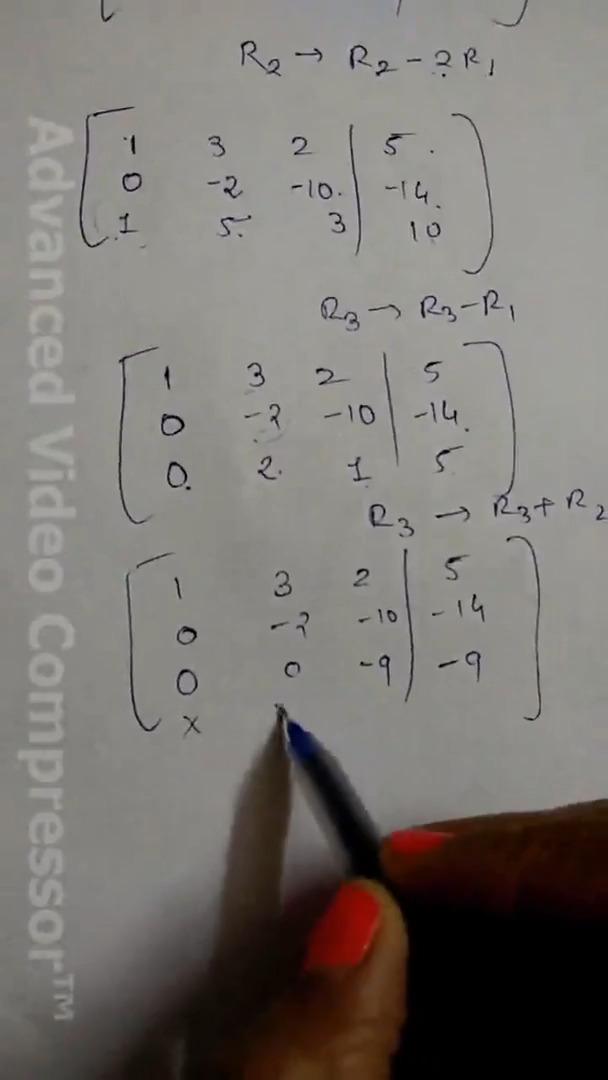 R2 → R2 - 2R1
1 3 2 | 5
0 -2 -10 | -14
1 5 3 | 10
R3 → R3 - R1
1 3 2 | 5
0 -2 -10 | -14
0 2 1 | 5
R3 → R3 + R2
1 3 2 | 5
0 -2 -10 | -14
0 0 -9 | -9
x
Advanced Video Compressor™